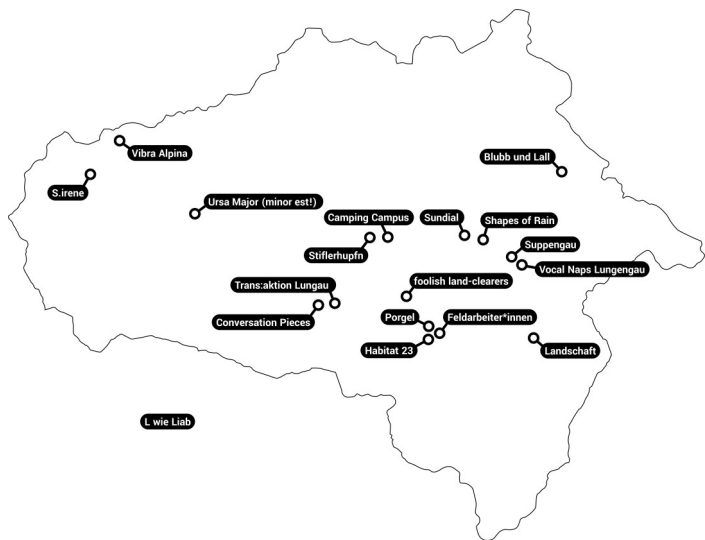 Vibra Alpina
Blubb und Lall
S.irene
Ursa Major (minor est!)
Camping Campus
Sundial
Shapes of Rain
Suppengau
Stiflerhupfn
Vocal Naps Lungengau
Trans:aktion Lungau
foolish land-clearers
Conversation Pieces
Porgel
Feldarbeiter*innen
Habitat 23
Landschaft
L wie Liab